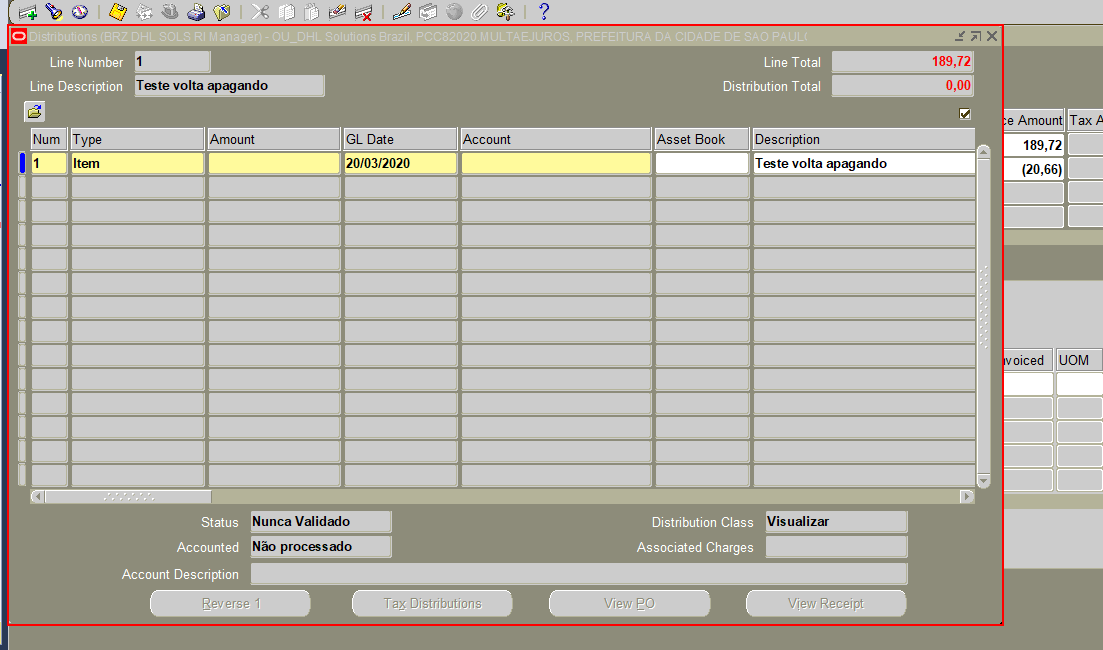 Distributions (BRZ DHL SOLS RI Manager) - OU_DHL Solutions Brazil, PCC82020.MULTAEJUROS, PREFEITURA DA CIDADE DE SAO PAULO
Line Number 1
Line Total 189,72
Line Description Teste volta apagando
Distribution Total 0,00
Num Type Amount GL Date Account Asset Book Description
1 Item 20/03/2020 Teste volta apagando
ce Amount Tax A
189,72
(20,66)
nvoiced UOM
Status Nunca Validado
Distribution Class Visualizar
Accounted Não processado
Associated Charges
Account Description
Reverse 1 Tax Distributions View PO View Receipt